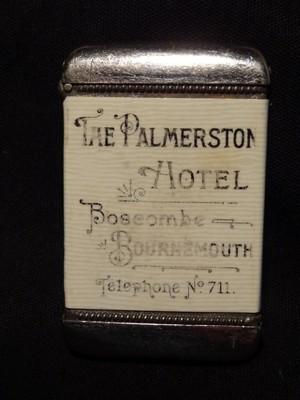 The Palmerston
Hotel
Boscombe
Bournemouth
Telephone No 711.